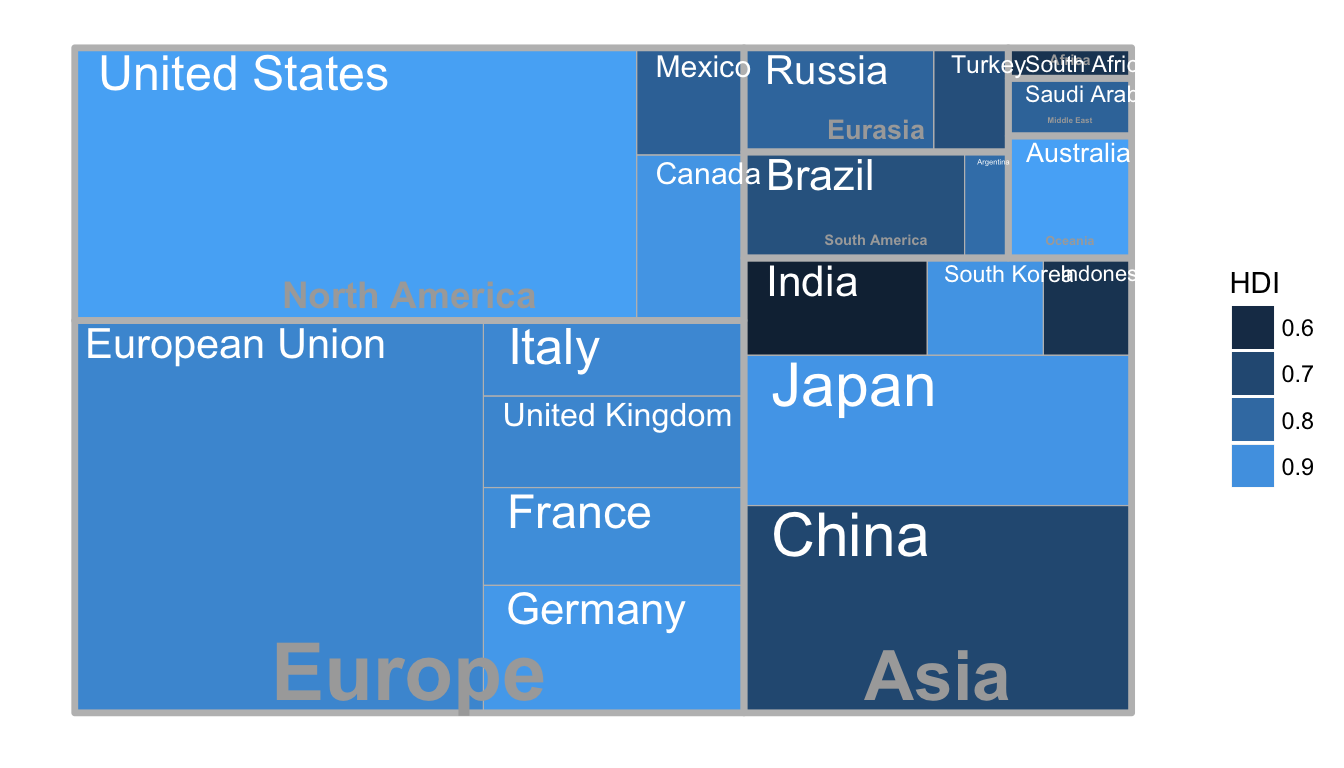 United States
Mexico
Canada
North America
European Union
Italy
United Kingdom
France
Germany
Europe
Russia
Turkey
Eurasia
South Afric
Africa
Saudi Arab
Middle East
Australia
Oceania
Brazil
Argentina
South America
India
South Korea
Indones
Japan
China
Asia
HDI
0.6
0.7
0.8
0.9